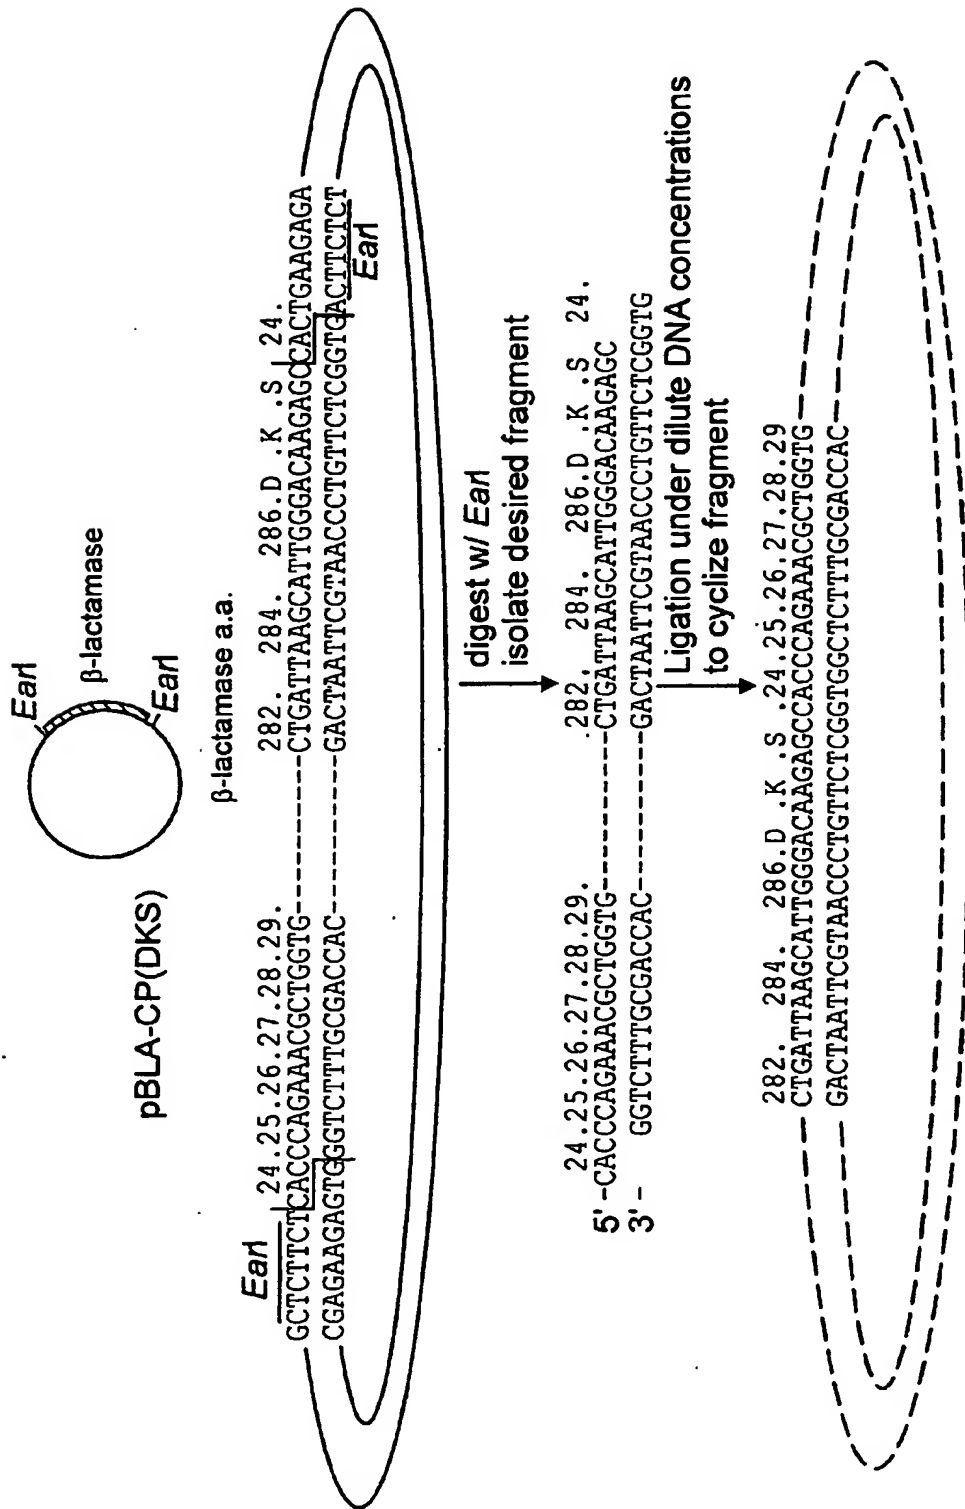 pBLA-CP(DKS)
EarI
β-lactamase
EarI
β-lactamase a.a.
EarI
24.25.26.27.28.29. 282. 284. 286.D .K .S 24.
GCTCTTCTCACCCAGAAACGCTGGTG----------CTGATTAAGCATTGGGACAAGAGCCACTGAAGAGA
CGAGAAGAGTGGGTCTTTGCGACCAC----------GACTAATTCGTAACCCTGTTCTCGGTGACTTCTCT
EarI
digest w/ EarI
isolate desired fragment
24.25.26.27.28.29. .282. 284. 286.D .K .S 24.
5'-CACCCAGAAACGCTGGTG----------CTGATTAAGCATTGGGACAAGAGC
3'- GGTCTTTGCGACCAC----------GACTAATTCGTAACCCTGTTCTCGGTG
Ligation under dilute DNA concentrations
to cyclize fragment
282. 284. 286.D .K .S .24.25.26.27.28.29
CTGATTAAGCATTGGGACAAGAGCCACCCAGAAACGCTGGTG
GACTAATTCGTAACCCTGTTCTCGGTGGGTCTTTGCGACCAC